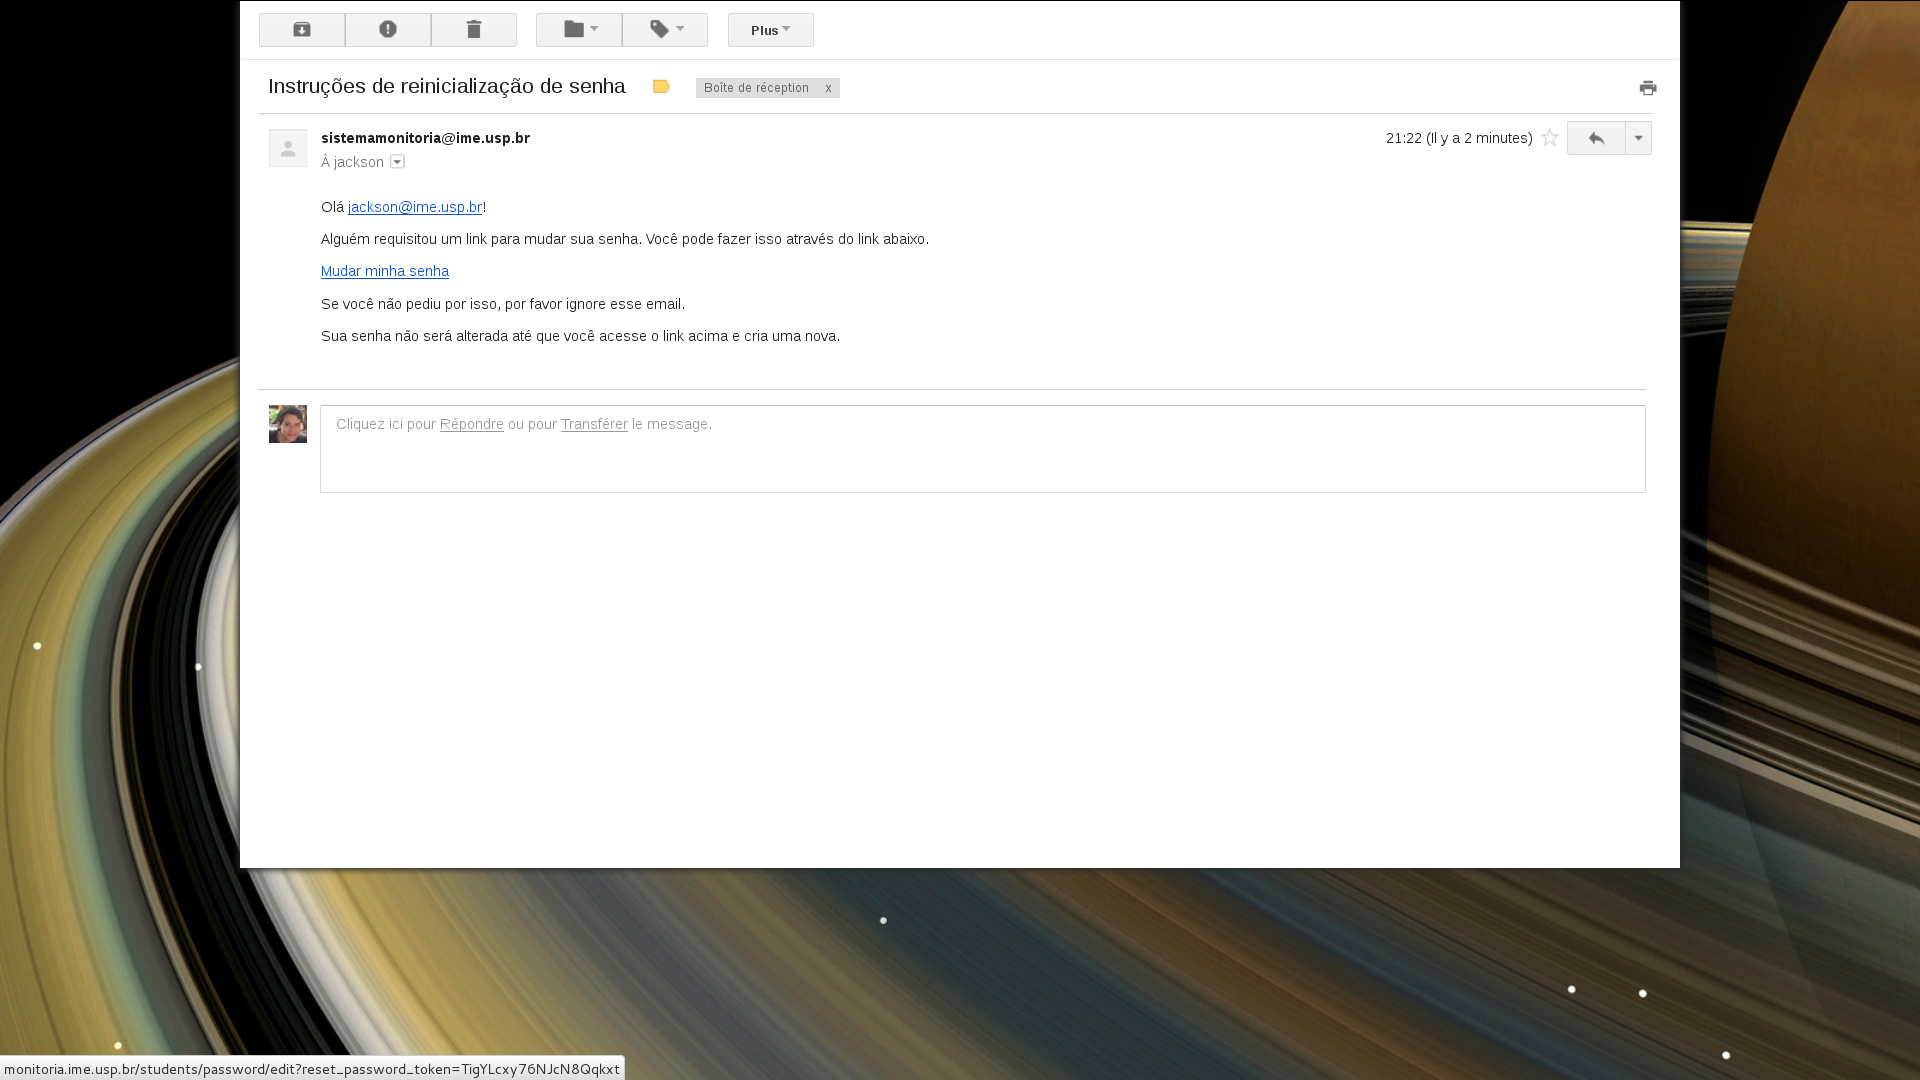 Plus
Instruções de reinicialização de senha
Boîte de réception x
sistemamonitoria@ime.usp.br
21:22 (Il y a 2 minutes)
À jackson
Olá jackson@ime.usp.br!
Alguém requisitou um link para mudar sua senha. Você pode fazer isso através do link abaixo.
Mudar minha senha
Se você não pediu por isso, por favor ignore esse email.
Sua senha não será alterada até que você acesse o link acima e cria uma nova.
Cliquez ici pour Répondre ou pour Transférer le message.
monitoria.ime.usp.br/students/password/edit?reset_password_token=TigYLcxy76NJcN8Qqkxt